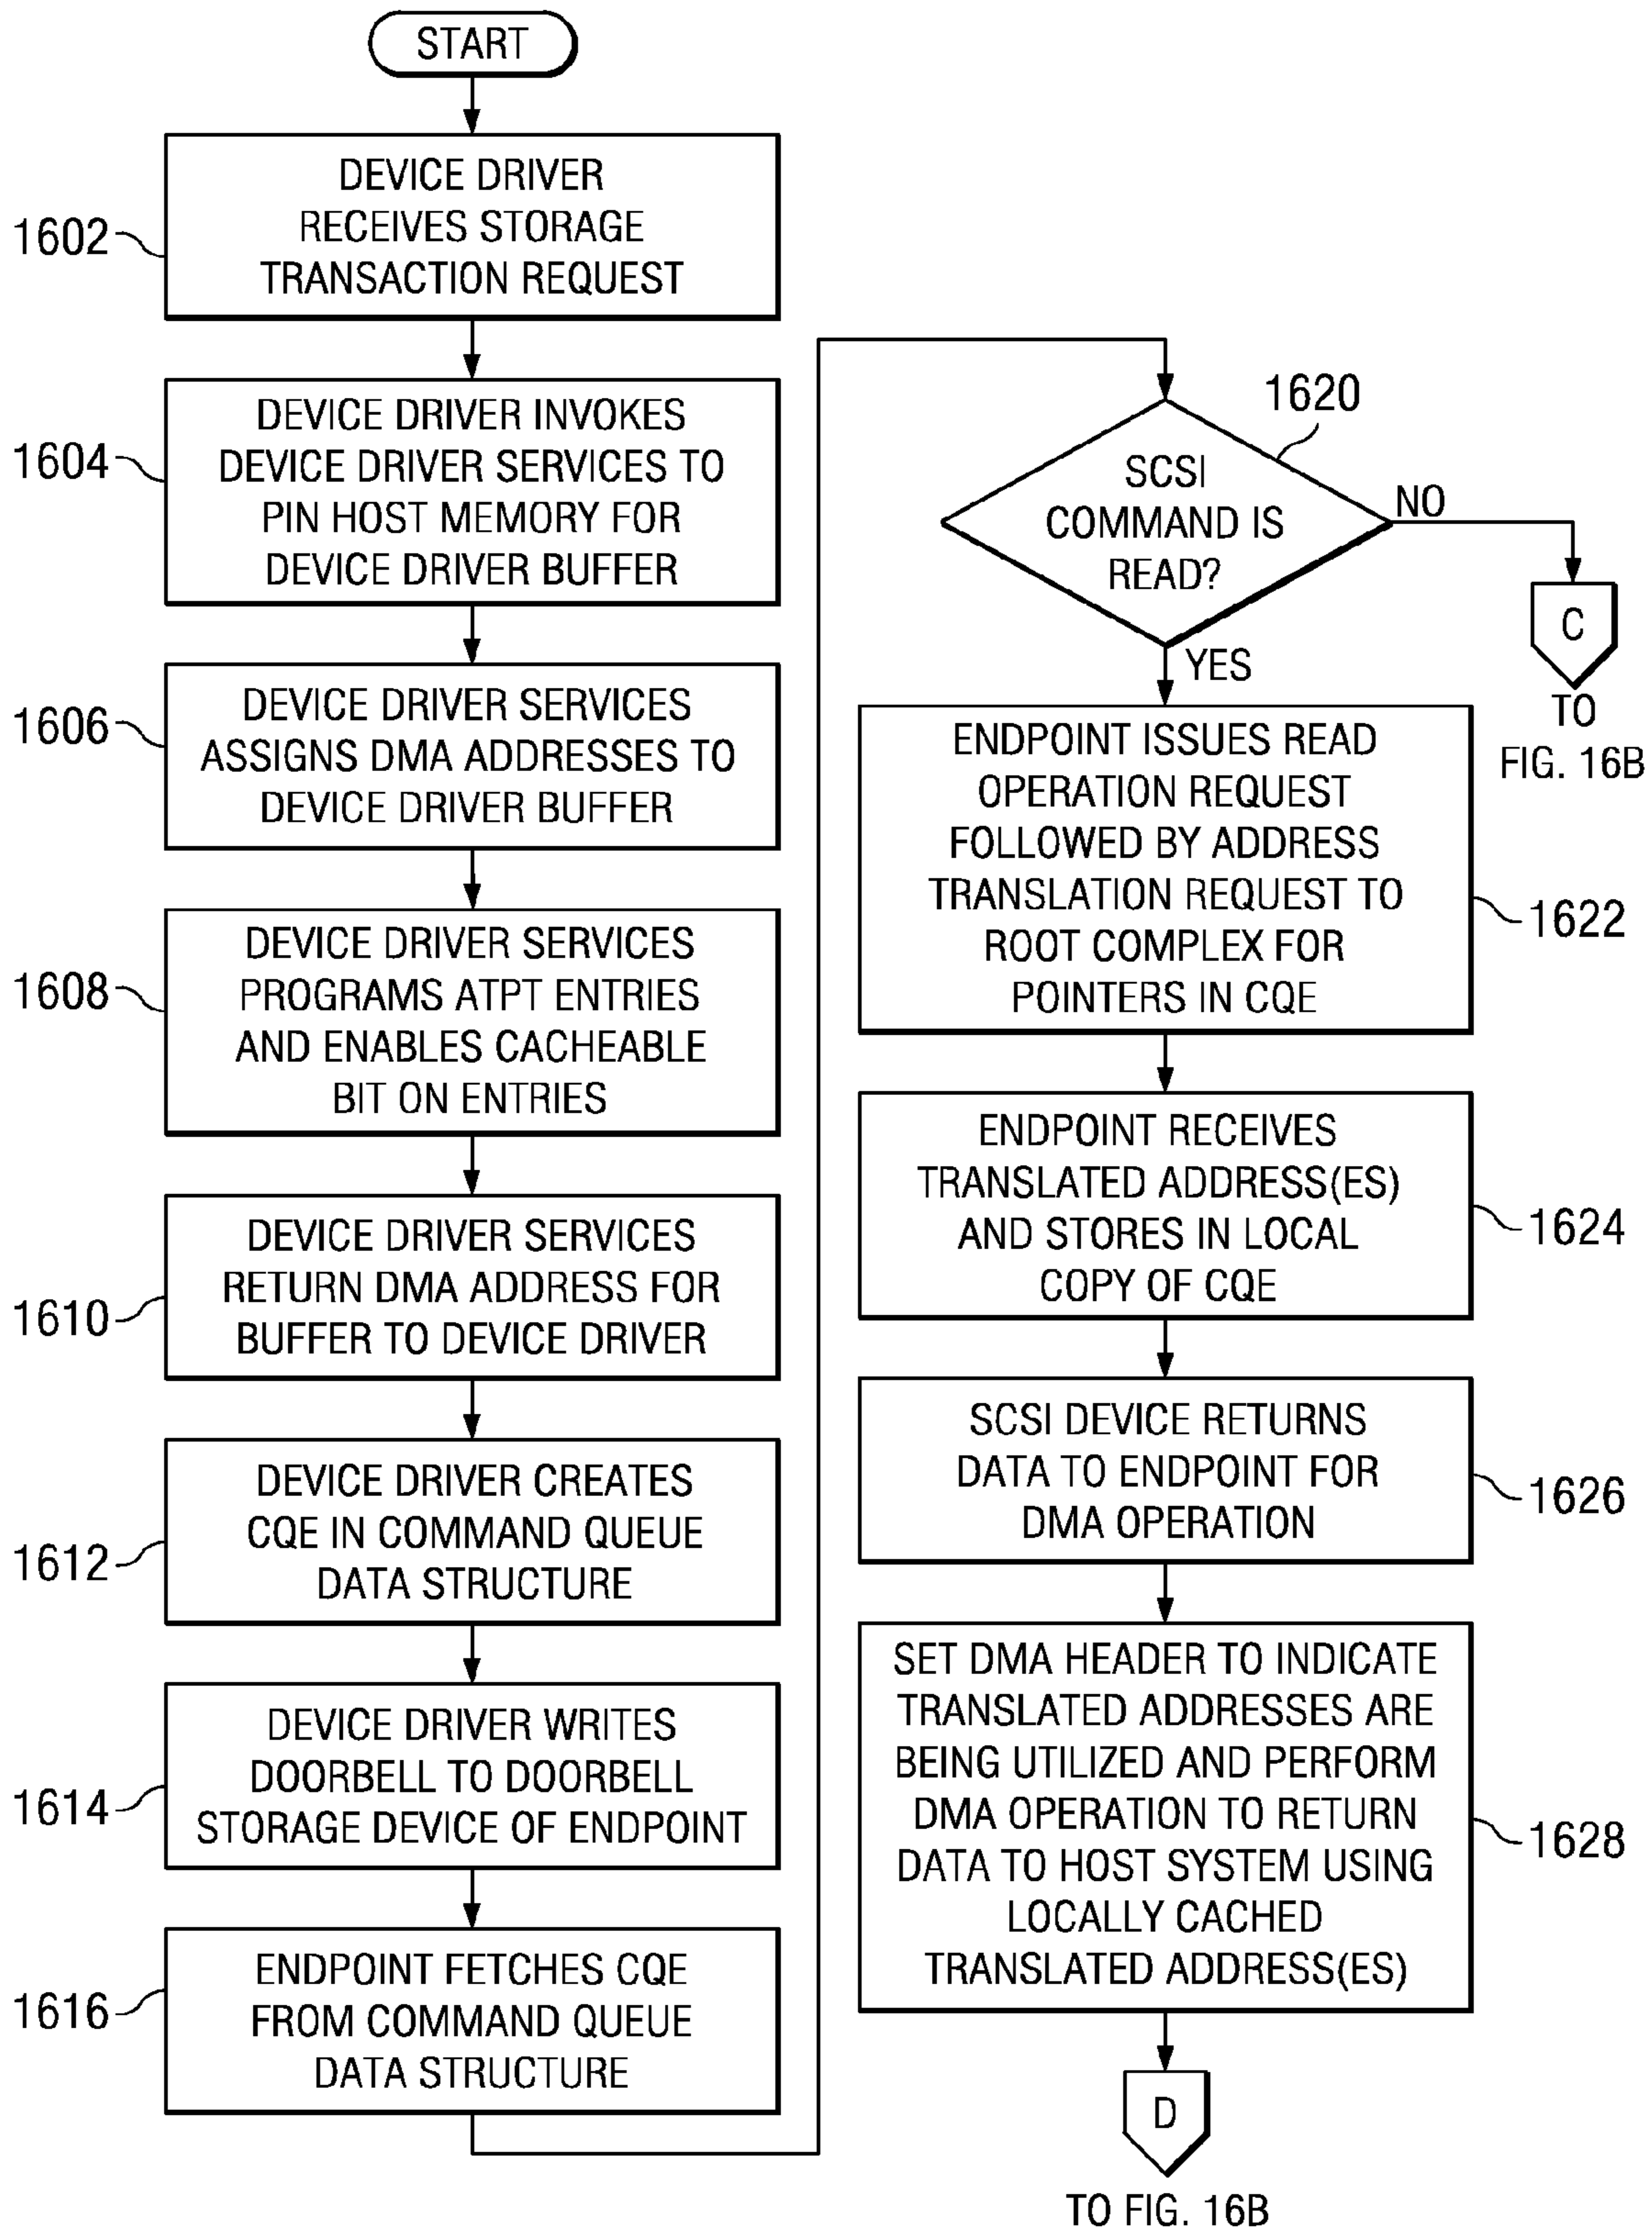 START
1602
DEVICE DRIVER
RECEIVES STORAGE
TRANSACTION REQUEST
1604
DEVICE DRIVER INVOKES
DEVICE DRIVER SERVICES TO
PIN HOST MEMORY FOR
DEVICE DRIVER BUFFER
1606
DEVICE DRIVER SERVICES
ASSIGNS DMA ADDRESSES TO
DEVICE DRIVER BUFFER
1608
DEVICE DRIVER SERVICES
PROGRAMS ATPT ENTRIES
AND ENABLES CACHEABLE
BIT ON ENTRIES
1610
DEVICE DRIVER SERVICES
RETURN DMA ADDRESS FOR
BUFFER TO DEVICE DRIVER
1612
DEVICE DRIVER CREATES
CQE IN COMMAND QUEUE
DATA STRUCTURE
1614
DEVICE DRIVER WRITES
DOORBELL TO DOORBELL
STORAGE DEVICE OF ENDPOINT
1616
ENDPOINT FETCHES CQE
FROM COMMAND QUEUE
DATA STRUCTURE
1620
SCSI
COMMAND IS
READ?
NO
C
TO
FIG. 16B
YES
ENDPOINT ISSUES READ
OPERATION REQUEST
FOLLOWED BY ADDRESS
TRANSLATION REQUEST TO
ROOT COMPLEX FOR
POINTERS IN CQE
1622
ENDPOINT RECEIVES
TRANSLATED ADDRESS(ES)
AND STORES IN LOCAL
COPY OF CQE
1624
SCSI DEVICE RETURNS
DATA TO ENDPOINT FOR
DMA OPERATION
1626
SET DMA HEADER TO INDICATE
TRANSLATED ADDRESSES ARE
BEING UTILIZED AND PERFORM
DMA OPERATION TO RETURN
DATA TO HOST SYSTEM USING
LOCALLY CACHED
TRANSLATED ADDRESS(ES)
1628
D
TO FIG. 16B